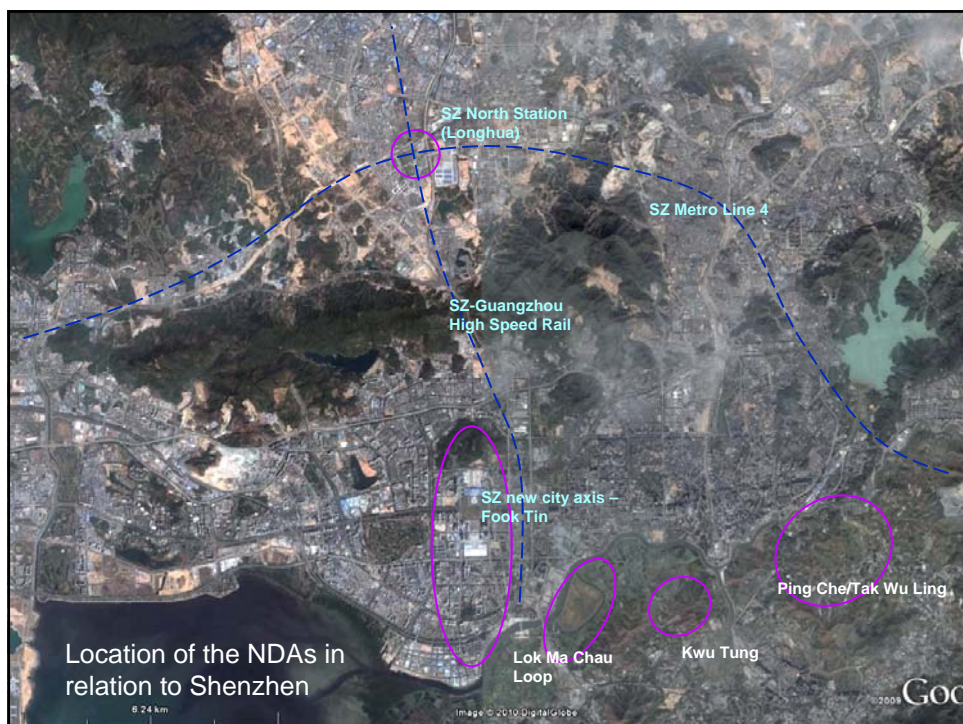 SZ North Station
(Longhua)
SZ Metro Line 4
SZ-Guangzhou
High Speed Rail
SZ new city axis –
Fook Tin
Ping Che/Tak Wu Ling
Kwu Tung
Lok Ma Chau
Loop
Location of the NDAs in
relation to Shenzhen
6.24 km
Image © 2010 DigitalGlobe
©2009 Goo